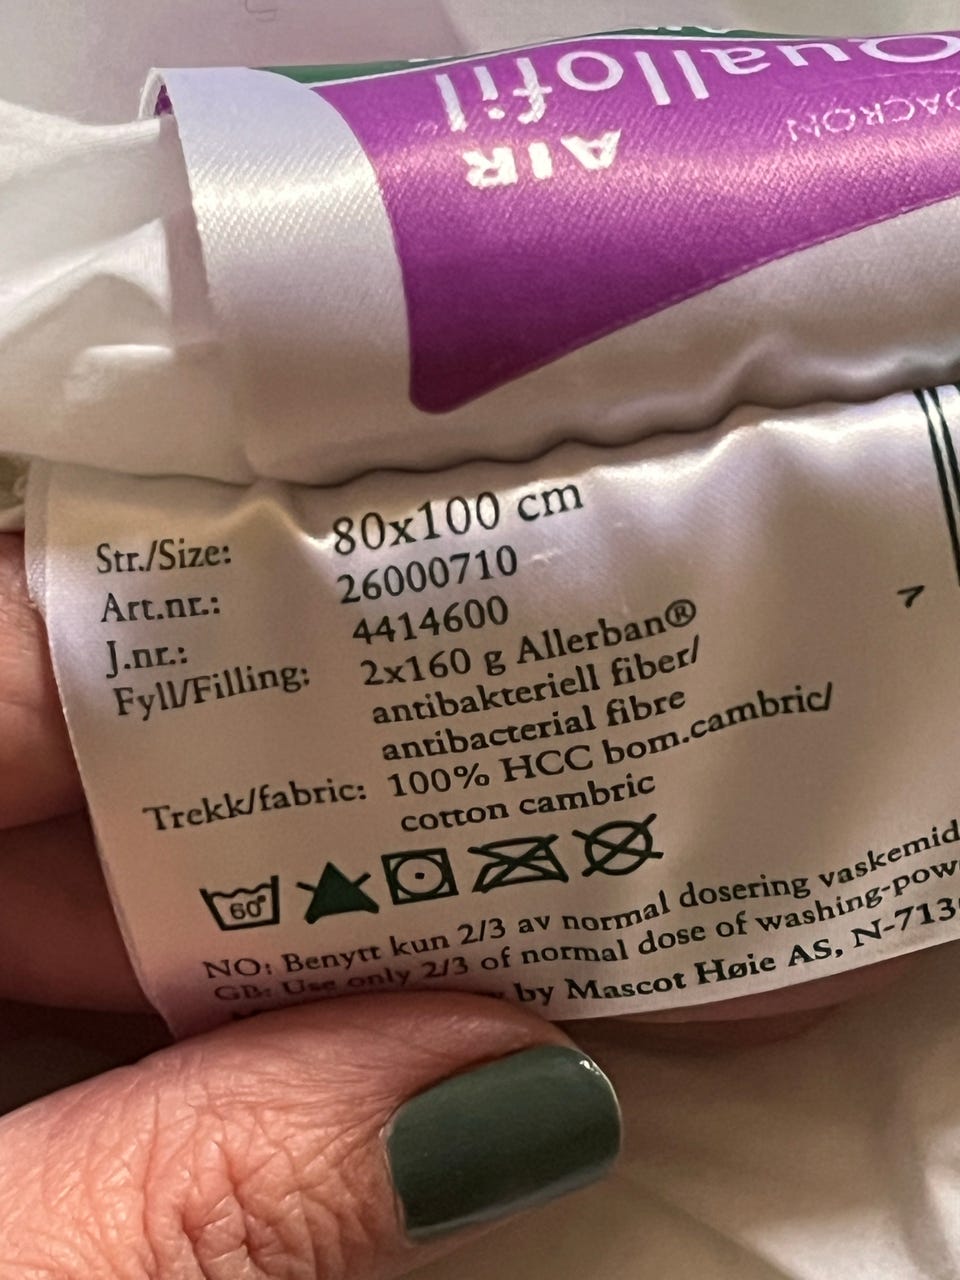 Quallofil
AIR
DACRON
Str./Size: 80x100 cm
Art.nr.: 26000710
J.nr.: 4414600
Fyll/Filling: 2x160 g Allerban®
antibakteriell fiber/
antibacterial fibre
Trekk/fabric: 100% HCC bom.cambric/
cotton cambric
60°
NO: Benytt kun 2/3 av normal dosering vaskemid
GB: Use only 2/3 of normal dose of washing-pow
by Mascot Høie AS, N-713